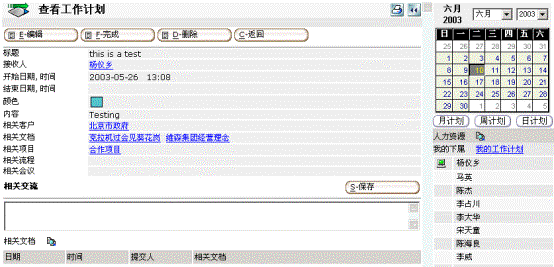 查看工作计划
E-编辑 F-完成 D-删除 C-返回
标题 this is a test
接收人 杨仪乡
开始日期, 时间 2003-05-26 13:08
结束日期, 时间
颜色
内容 Testing
相关客户 北京市政府
相关文档 克拉机过会见葵花岗 维森集团经营理念
相关项目 合作项目
相关流程
相关会议
相关交流 S-保存
相关文档
日期 时间 提交人 相关文档
六月
2003 六月 2003
日 一 二 三 四 五 六
25 26 27 28 29 30 31
1 2 3 4 5 6 7
8 9 10 11 12 13 14
15 16 17 18 19 20 21
22 23 24 25 26 27 28
29 30 1 2 3 4 5
月计划 周计划 日计划
人力资源
我的下属 我的工作计划
杨仪乡
马英
陈杰
李占川
李大华
宋天童
陈海良
李威